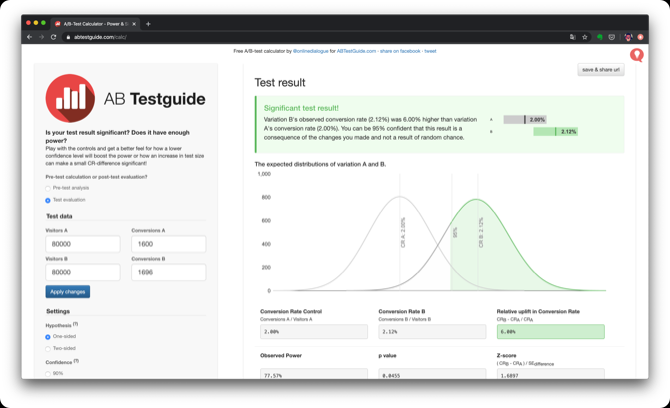 A/B-Test Calculator - Power & Si
abtestguide.com/calc/
Free A/B-test calculator by @onlinedialogue for ABTestGuide.com - share on facebook - tweet
save & share url
AB Testguide
Is your test result significant? Does it have enough
power?
Play with the controls and get a better feel for how a lower
confidence level will boost the power or how an increase in test size
can make a small CR-difference significant!
Pre-test calculation or post-test evaluation?
Pre-test analysis
Test evaluation
Test data
Visitors A Conversions A
80000 1600
Visitors B Conversions B
80000 1696
Apply changes
Settings
Hypothesis (?)
One-sided
Two-sided
Confidence (?)
90%
Test result
Significant test result!
Variation B's observed conversion rate (2.12%) was 6.00% higher than variation
A's conversion rate (2.00%). You can be 95% confident that this result is a
consequence of the changes you made and not a result of random chance.
A 2.00%
B 2.12%
The expected distributions of variation A and B.
1,000
800
600
400
200
0
CR A: 2.00%
95%
CR B: 2.12%
Conversion Rate Control Conversion Rate B Relative uplift in Conversion Rate
Conversions A / Visitors A Conversions B / Visitors B CRB - CRA / CRA
2.00% 2.12% 6.00%
Observed Power p value Z-score
( CRB - CRA ) / SEdifference
77.57% 0.0455 1.6897